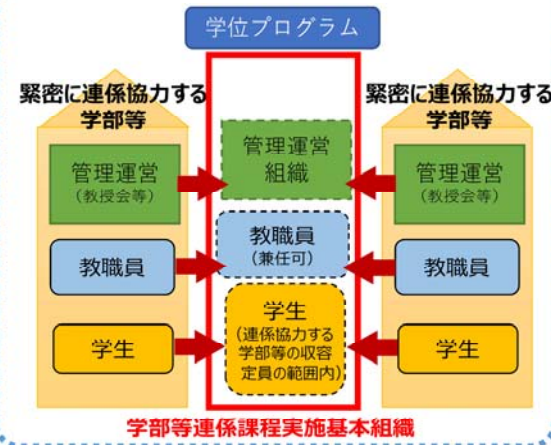 学位プログラム
緊密に連係協力する
学部等
管理運営
(教授会等)
教職員
学生
管理運営
組織
教職員
(兼任可)
学生
(連係協力する
学部等の収容
定員の範囲内)
緊密に連係協力する
学部等
管理運営
(教授会等)
教職員
学生
学部等連係課程実施基本組織